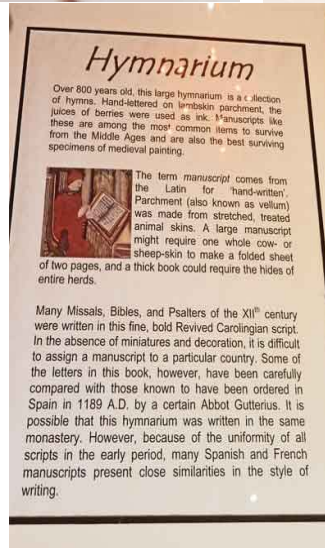 Hymnarium
Over 800 years old, this large hymnarium is a collection
of hymns. Hand-lettered on lambskin parchment, the
juices of berries were used as ink. Manuscripts like
these are among the most common items to survive
from the Middle Ages and are also the best surviving
specimens of medieval painting.
The term manuscript comes from
the Latin for 'hand-written'.
Parchment (also known as vellum)
was made from stretched, treated
animal skins. A large manuscript
might require one whole cow- or
sheep-skin to make a folded sheet
of two pages, and a thick book could require the hides of
entire herds.
Many Missals, Bibles, and Psalters of the XIIth century
were written in this fine, bold Revived Carolingian script.
In the absence of miniatures and decoration, it is difficult
to assign a manuscript to a particular country. Some of
the letters in this book, however, have been carefully
compared with those known to have been ordered in
Spain in 1189 A.D. by a certain Abbot Gutterius. It is
possible that this hymnarium was written in the same
monastery. However, because of the uniformity of all
scripts in the early period, many Spanish and French
manuscripts present close similarities in the style of
writing.